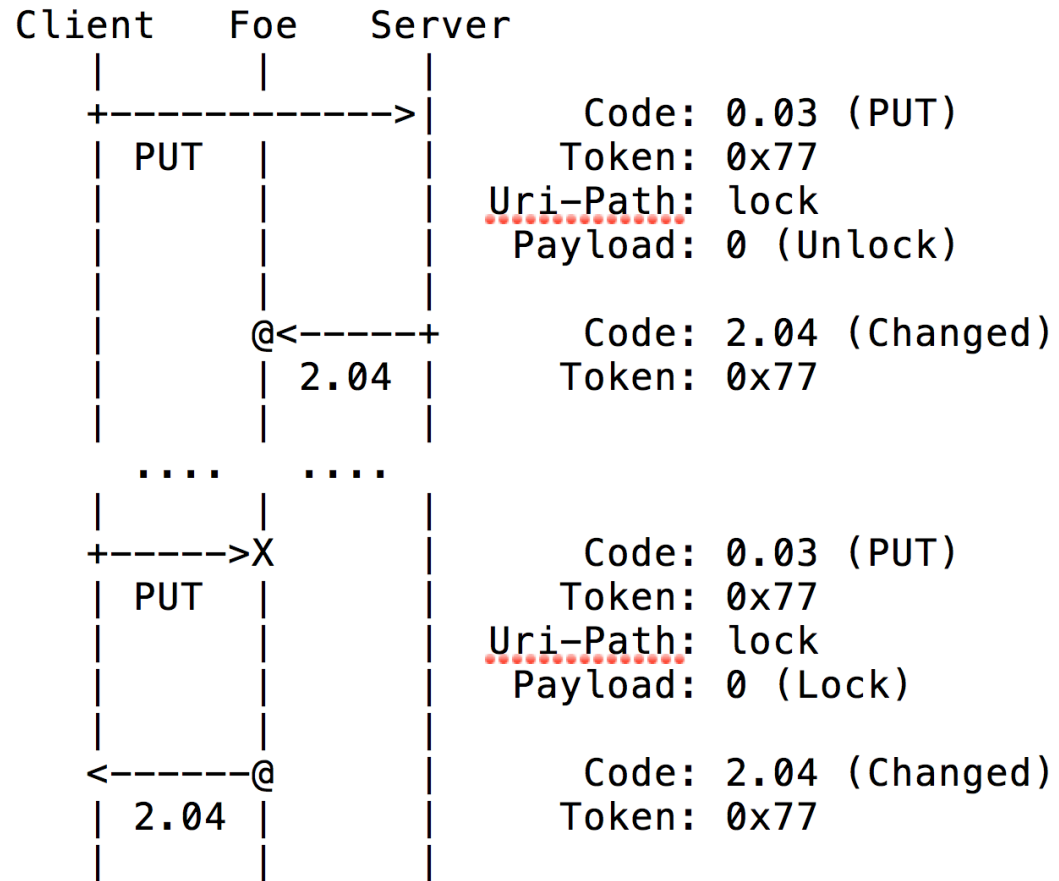 Client Foe Server
| | |
+------------>| Code: 0.03 (PUT)
| PUT | | Token: 0x77
| | | Uri-Path: lock
| | | Payload: 0 (Unlock)
| | |
| @<-----+ Code: 2.04 (Changed)
| | 2.04 | Token: 0x77
| | |
.... ....
| | |
+----->X | Code: 0.03 (PUT)
| PUT | | Token: 0x77
| | | Uri-Path: lock
| | | Payload: 0 (Lock)
| | |
<------@ | Code: 2.04 (Changed)
| 2.04 | | Token: 0x77
| | |